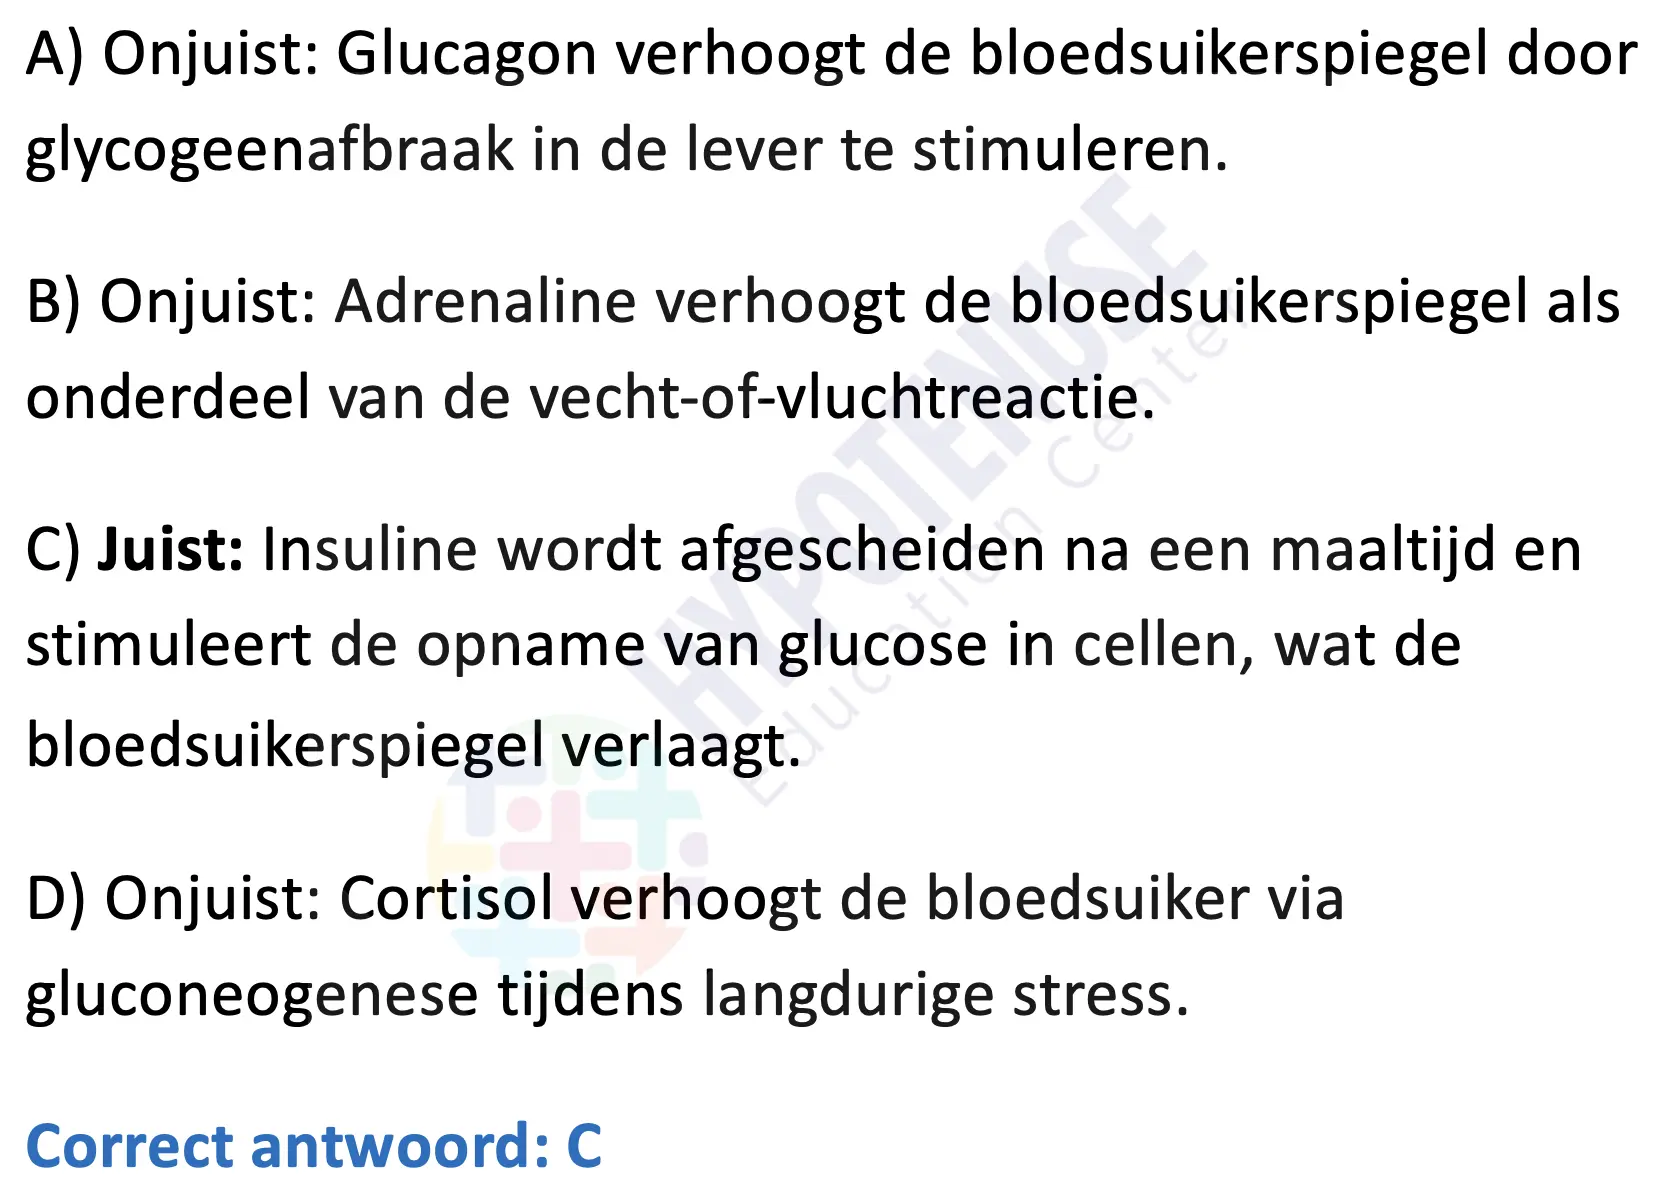 A) Onjuist: Glucagon verhoogt de bloedsuikerspiegel door
glycogeenafbraak in de lever te stimuleren.
B) Onjuist: Adrenaline verhoogt de bloedsuikerspiegel als
onderdeel van de vecht-of-vluchtreactie.
C) Juist: Insuline wordt afgescheiden na een maaltijd en
stimuleert de opname van glucose in cellen, wat de
bloedsuikerspiegel verlaagt.
D) Onjuist: Cortisol verhoogt de bloedsuiker via
gluconeogenese tijdens langdurige stress.
Correct antwoord: C
HYPOTENUSE
Education Center